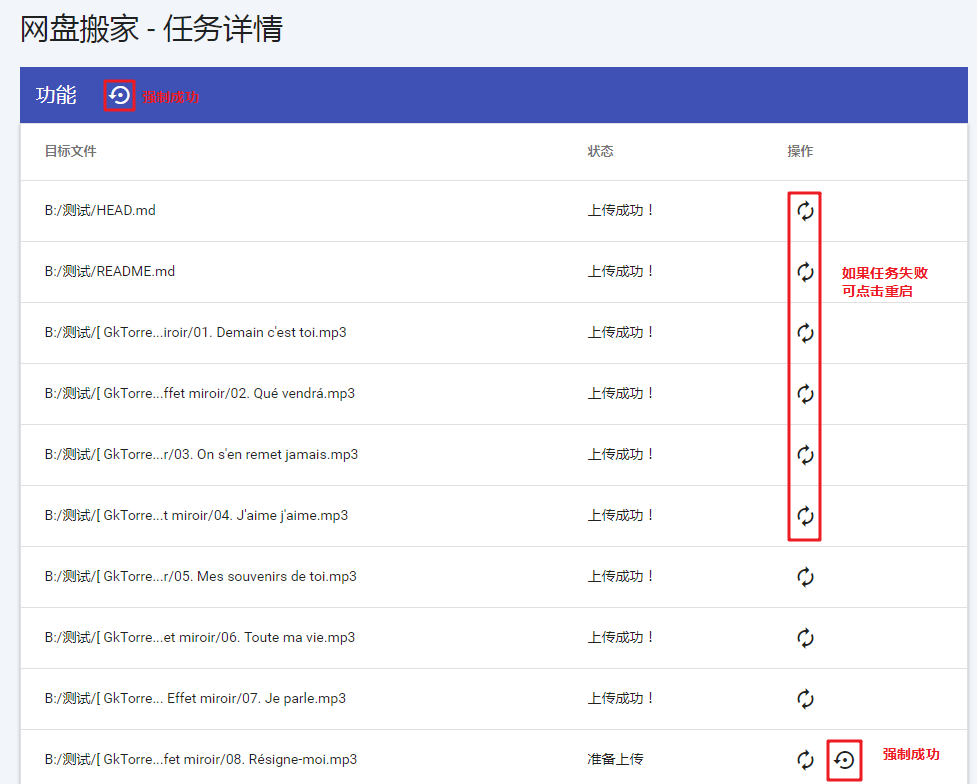 网盘搬家 - 任务详情
功能 强制成功
目标文件 状态 操作
B:/测试/HEAD.md 上传成功！
B:/测试/README.md 上传成功！
如果任务失败
可点击重启
B:/测试/[ GkTorre...iroir/01. Demain c'est toi.mp3 上传成功！
B:/测试/[ GkTorre...ffet miroir/02. Qué vendrá.mp3 上传成功！
B:/测试/[ GkTorre...r/03. On s'en remet jamais.mp3 上传成功！
B:/测试/[ GkTorre...t miroir/04. J'aime j'aime.mp3 上传成功！
B:/测试/[ GkTorre...r/05. Mes souvenirs de toi.mp3 上传成功！
B:/测试/[ GkTorre...et miroir/06. Toute ma vie.mp3 上传成功！
B:/测试/[ GkTorre... Effet miroir/07. Je parle.mp3 上传成功！
B:/测试/[ GkTorre...fet miroir/08. Résigne-moi.mp3 准备上传 强制成功